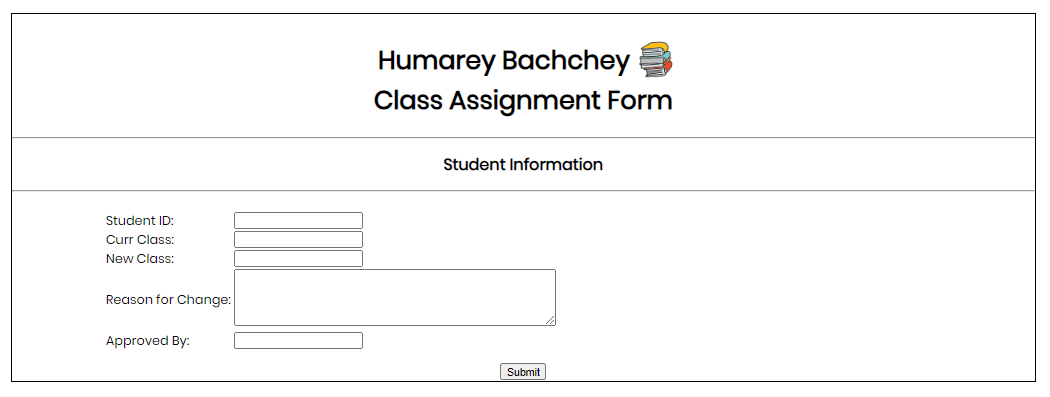 Humarey Bachchey
Class Assignment Form
Student Information
Student ID:
Curr Class:
New Class:
Reason for Change:
Approved By:
Submit